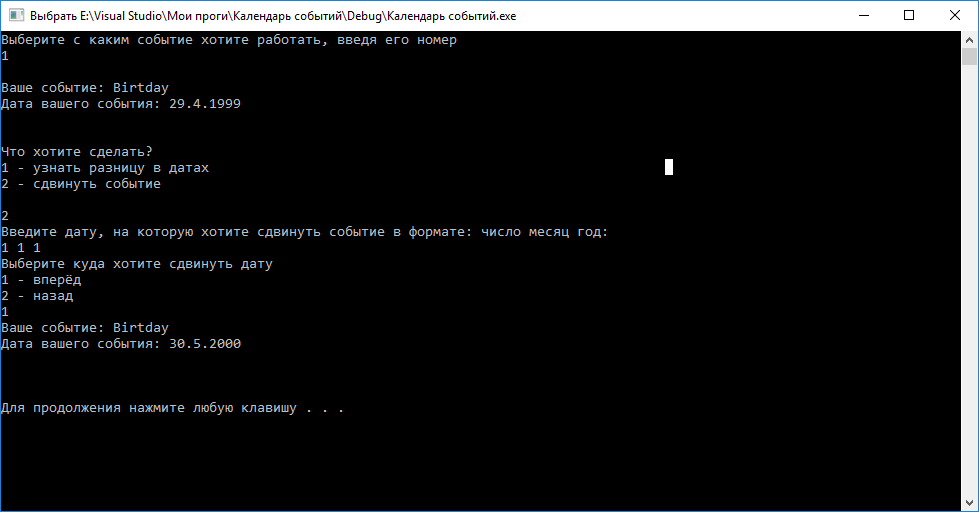 Выбрать E:\Visual Studio\Мои проги\Календарь событий\Debug\Календарь событий.exe
Выберите с каким событие хотите работать, введя его номер
1
Ваше событие: Birtday
Дата вашего события: 29.4.1999
Что хотите сделать?
1 - узнать разницу в датах
2 - сдвинуть событие
2
Введите дату, на которую хотите сдвинуть событие в формате: число месяц год:
1 1 1
Выберите куда хотите сдвинуть дату
1 - вперёд
2 - назад
1
Ваше событие: Birtday
Дата вашего события: 30.5.2000
Для продолжения нажмите любую клавишу . . .